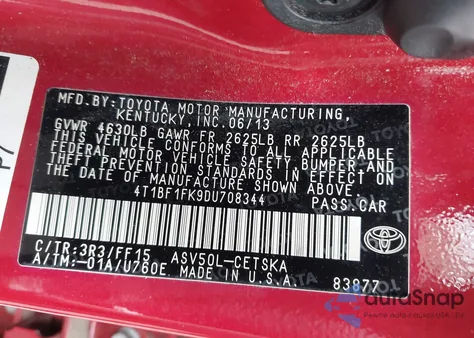 MFD. BY: TOYOTA MOTOR MANUFACTURING,
KENTUCKY, INC. 06/13
GVWR 4630LB GAWR FR 2625LB RR 2625LB
THIS VEHICLE CONFORMS TO ALL APPLICABLE
FEDERAL MOTOR VEHICLE SAFETY, BUMPER AND
THEFT PREVENTION STANDARDS IN EFFECT ON
THE DATE OF MANUFACTURE SHOWN ABOVE.
4T1BF1FK9DU708344 PASS.CAR
C/TR:3R3/FF15 ASV50L-CETSKA
A/TM:-01A/U760E. MADE IN U.S.A. 83877
TOYOTA
autoSnap